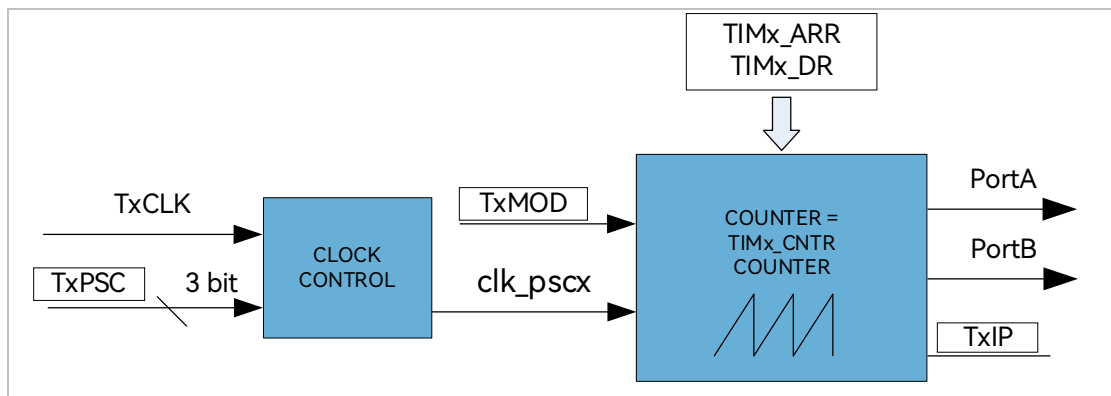 TIMx_ARR
TIMx_DR
TxCLK
TxPSC
3 bit
CLOCK
CONTROL
TxMOD
clk_pscx
COUNTER =
TIMx_CNTR
COUNTER
PortA
PortB
TxIP